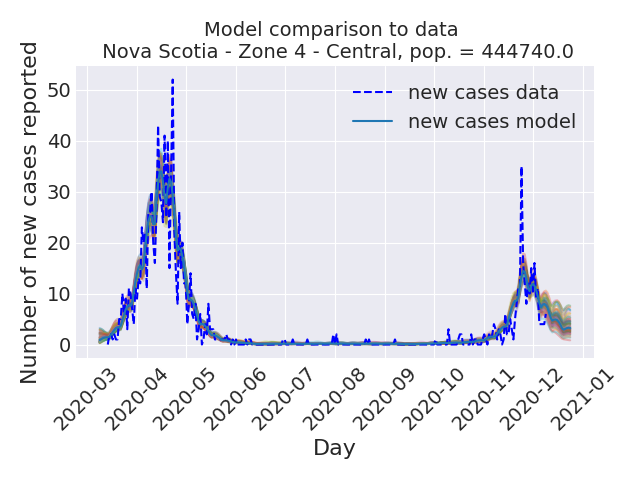 Model comparison to data
Nova Scotia - Zone 4 - Central, pop. = 444740.0
Number of new cases reported
50
40
30
20
10
0
new cases data
new cases model
2020-03
2020-04
2020-05
2020-06
2020-07
2020-08
2020-09
2020-10
2020-11
2020-12
2021-01
Day